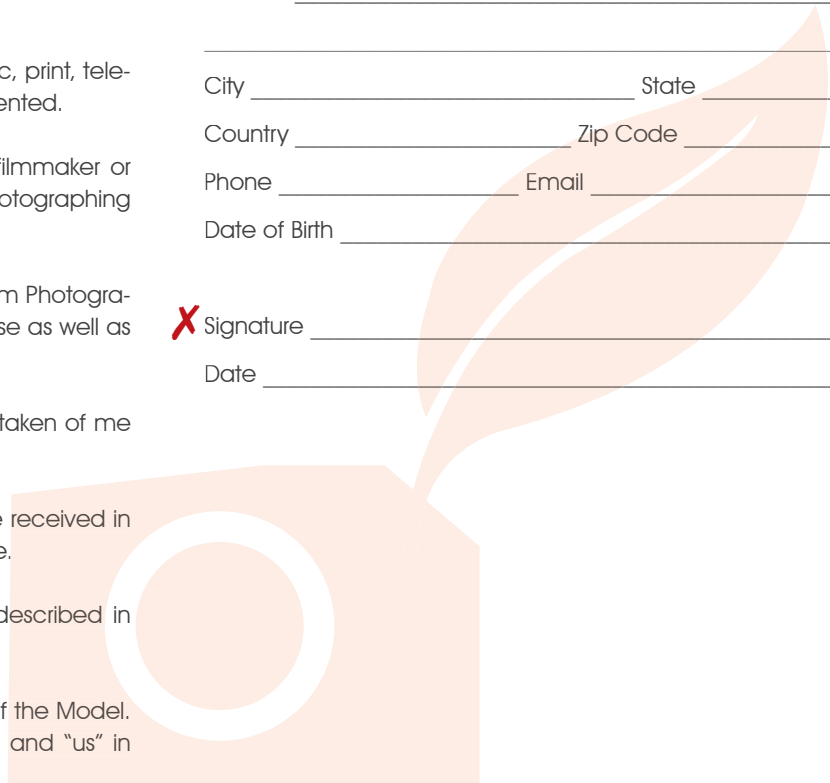 c, print, tele-
ented.
filmmaker or
otographing
m Photogra-
se as well as
taken of me
e received in
e.
described in
f the Model.
and “us” in
City State
Country Zip Code
Phone Email
Date of Birth
✗ Signature
Date